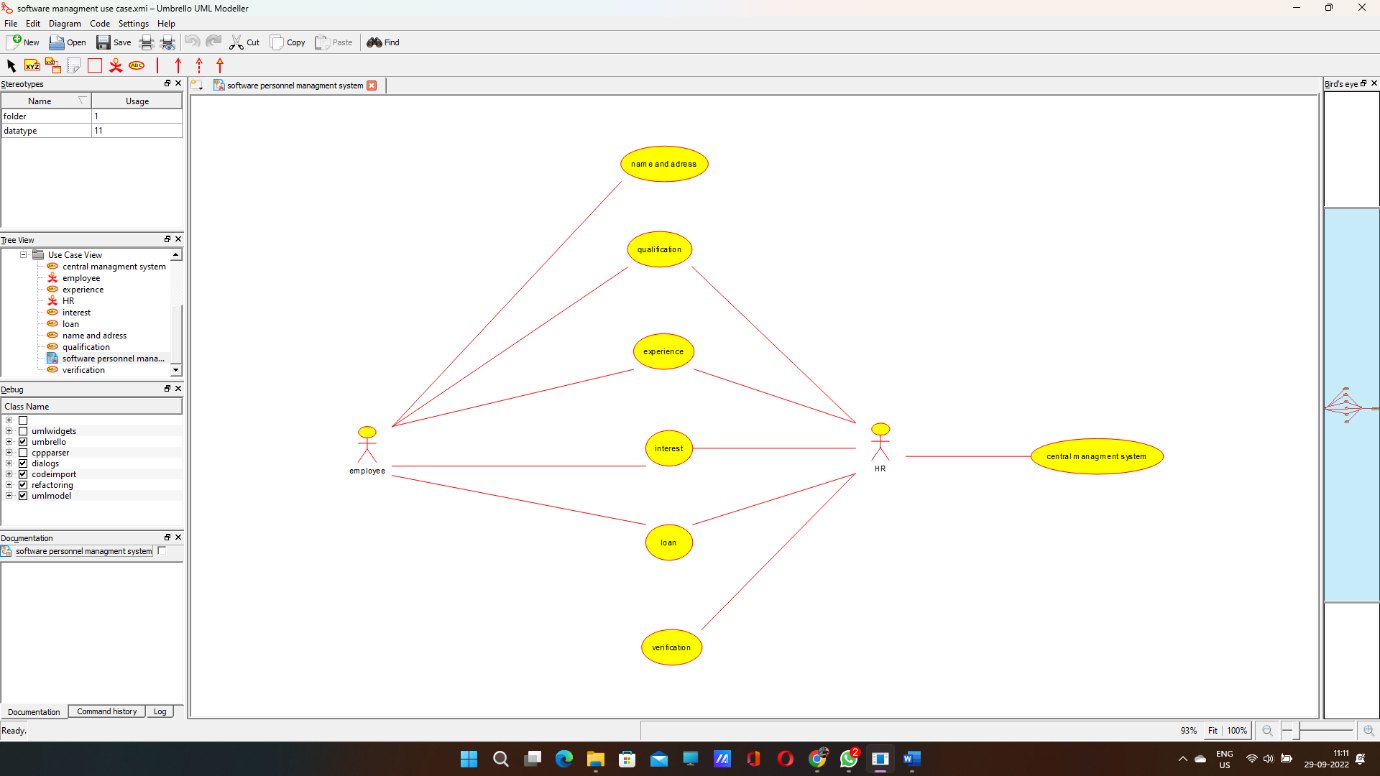 software managment use case.xmi – Umbrello UML Modeller
File Edit Diagram Code Settings Help
New Open Save Cut Copy Paste Find
XYZ ABC
Stereotypes
Name Usage
folder 1
datatype 11
Tree View
Use Case View
central managment system
employee
experience
HR
interest
loan
name and adress
qualification
software personnel mana...
verification
Debug
Class Name
umlwidgets
umbrello
cppparser
dialogs
codeimport
refactoring
umlmodel
Documentation
software personnel managment system
Documentation Command history Log
Ready.
software personnel managment system
name and adress
qualification
experience
interest
loan
verification
employee
HR
central managment system
Bird's eye
93% Fit 100%
2
ENG
US
11:11
29-09-2022